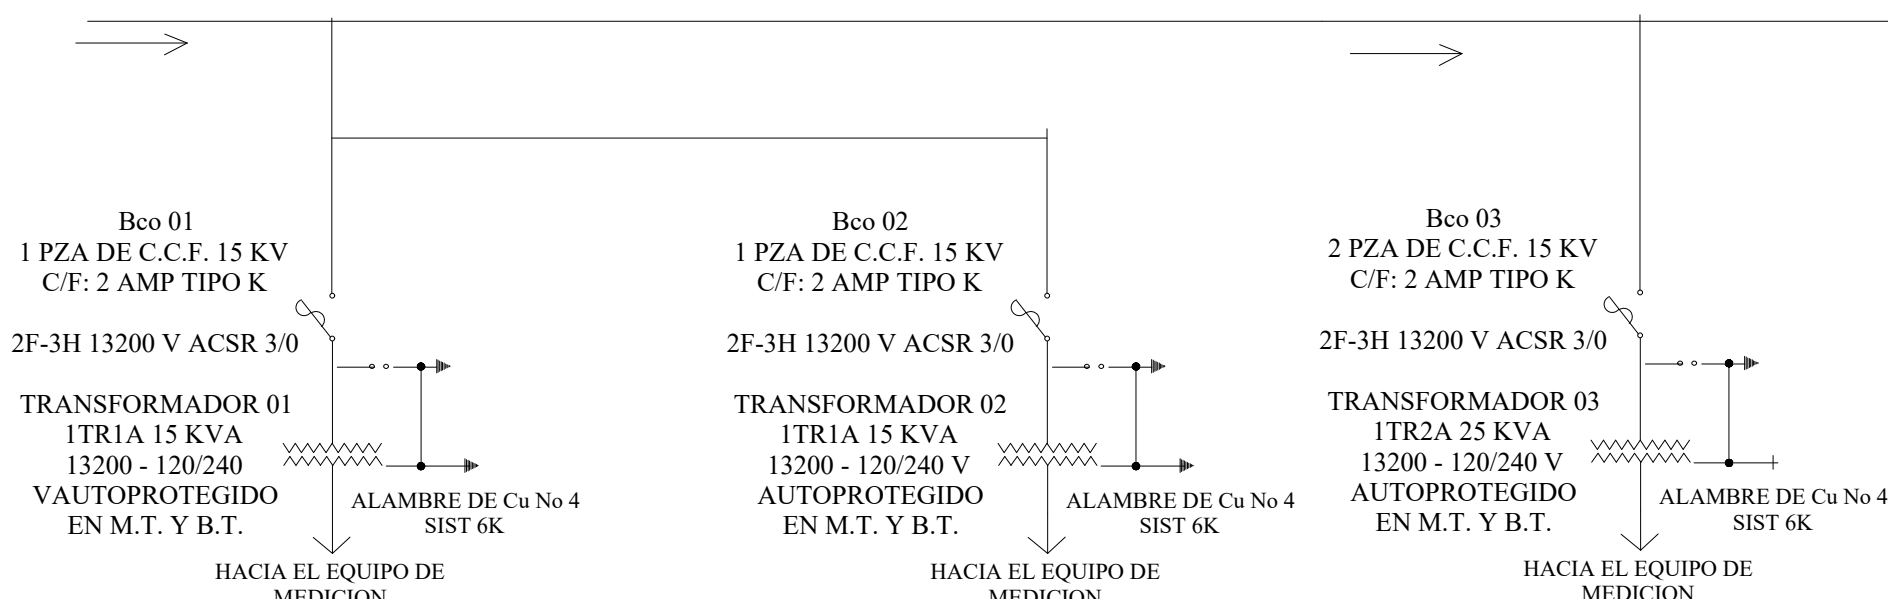 Bco 01
1 PZA DE C.C.F. 15 KV
C/F: 2 AMP TIPO K
2F-3H 13200 V ACSR 3/0
TRANSFORMADOR 01
1TR1A 15 KVA
13200 - 120/240
VAUTOPROTEGIDO
EN M.T. Y B.T.
ALAMBRE DE Cu No 4
SIST 6K
HACIA EL EQUIPO DE
MEDICION
Bco 02
1 PZA DE C.C.F. 15 KV
C/F: 2 AMP TIPO K
2F-3H 13200 V ACSR 3/0
TRANSFORMADOR 02
1TR1A 15 KVA
13200 - 120/240 V
AUTOPROTEGIDO
EN M.T. Y B.T.
ALAMBRE DE Cu No 4
SIST 6K
HACIA EL EQUIPO DE
MEDICION
Bco 03
2 PZA DE C.C.F. 15 KV
C/F: 2 AMP TIPO K
2F-3H 13200 V ACSR 3/0
TRANSFORMADOR 03
1TR2A 25 KVA
13200 - 120/240 V
AUTOPROTEGIDO
EN M.T. Y B.T.
ALAMBRE DE Cu No 4
SIST 6K
HACIA EL EQUIPO DE
MEDICION